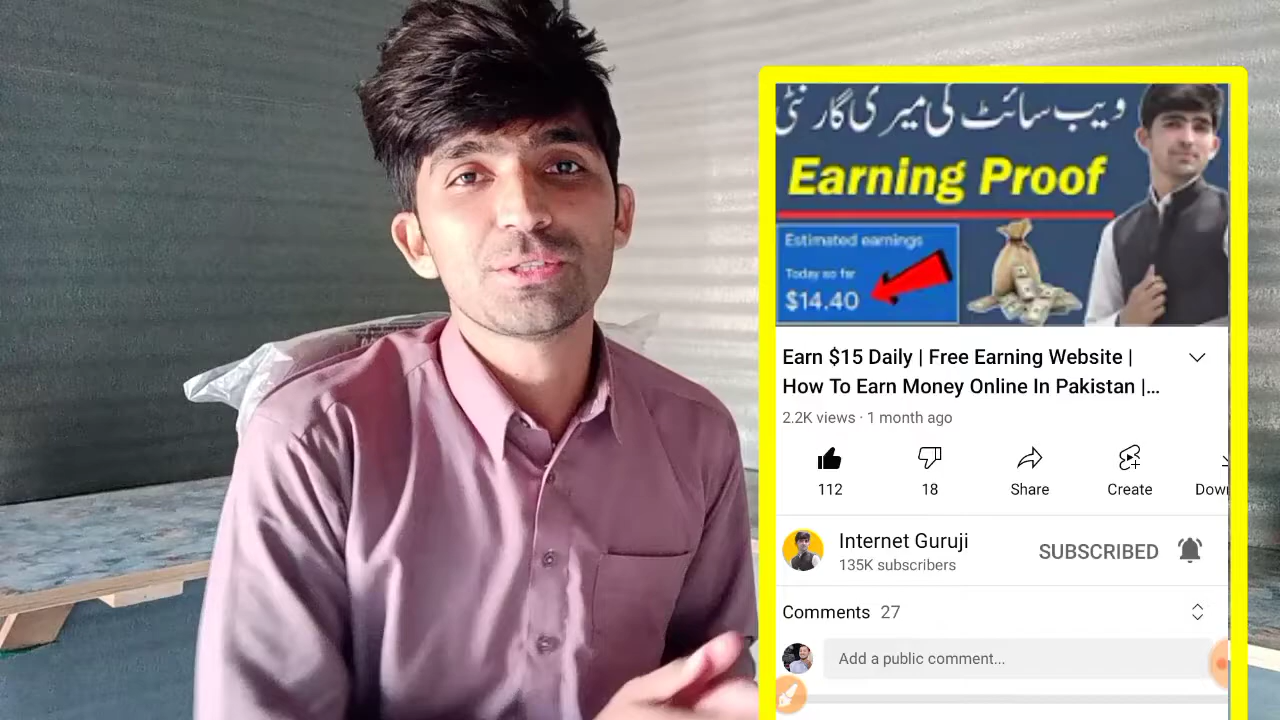 ویب سائٹ کی میری گارنٹی
Earning Proof
Estimated earnings
Today so far
$14.40
Earn $15 Daily | Free Earning Website |
How To Earn Money Online In Pakistan |...
2.2K views · 1 month ago
112
18
Share
Create
Down
Internet Guruji
135K subscribers
SUBSCRIBED
Comments 27
Add a public comment...